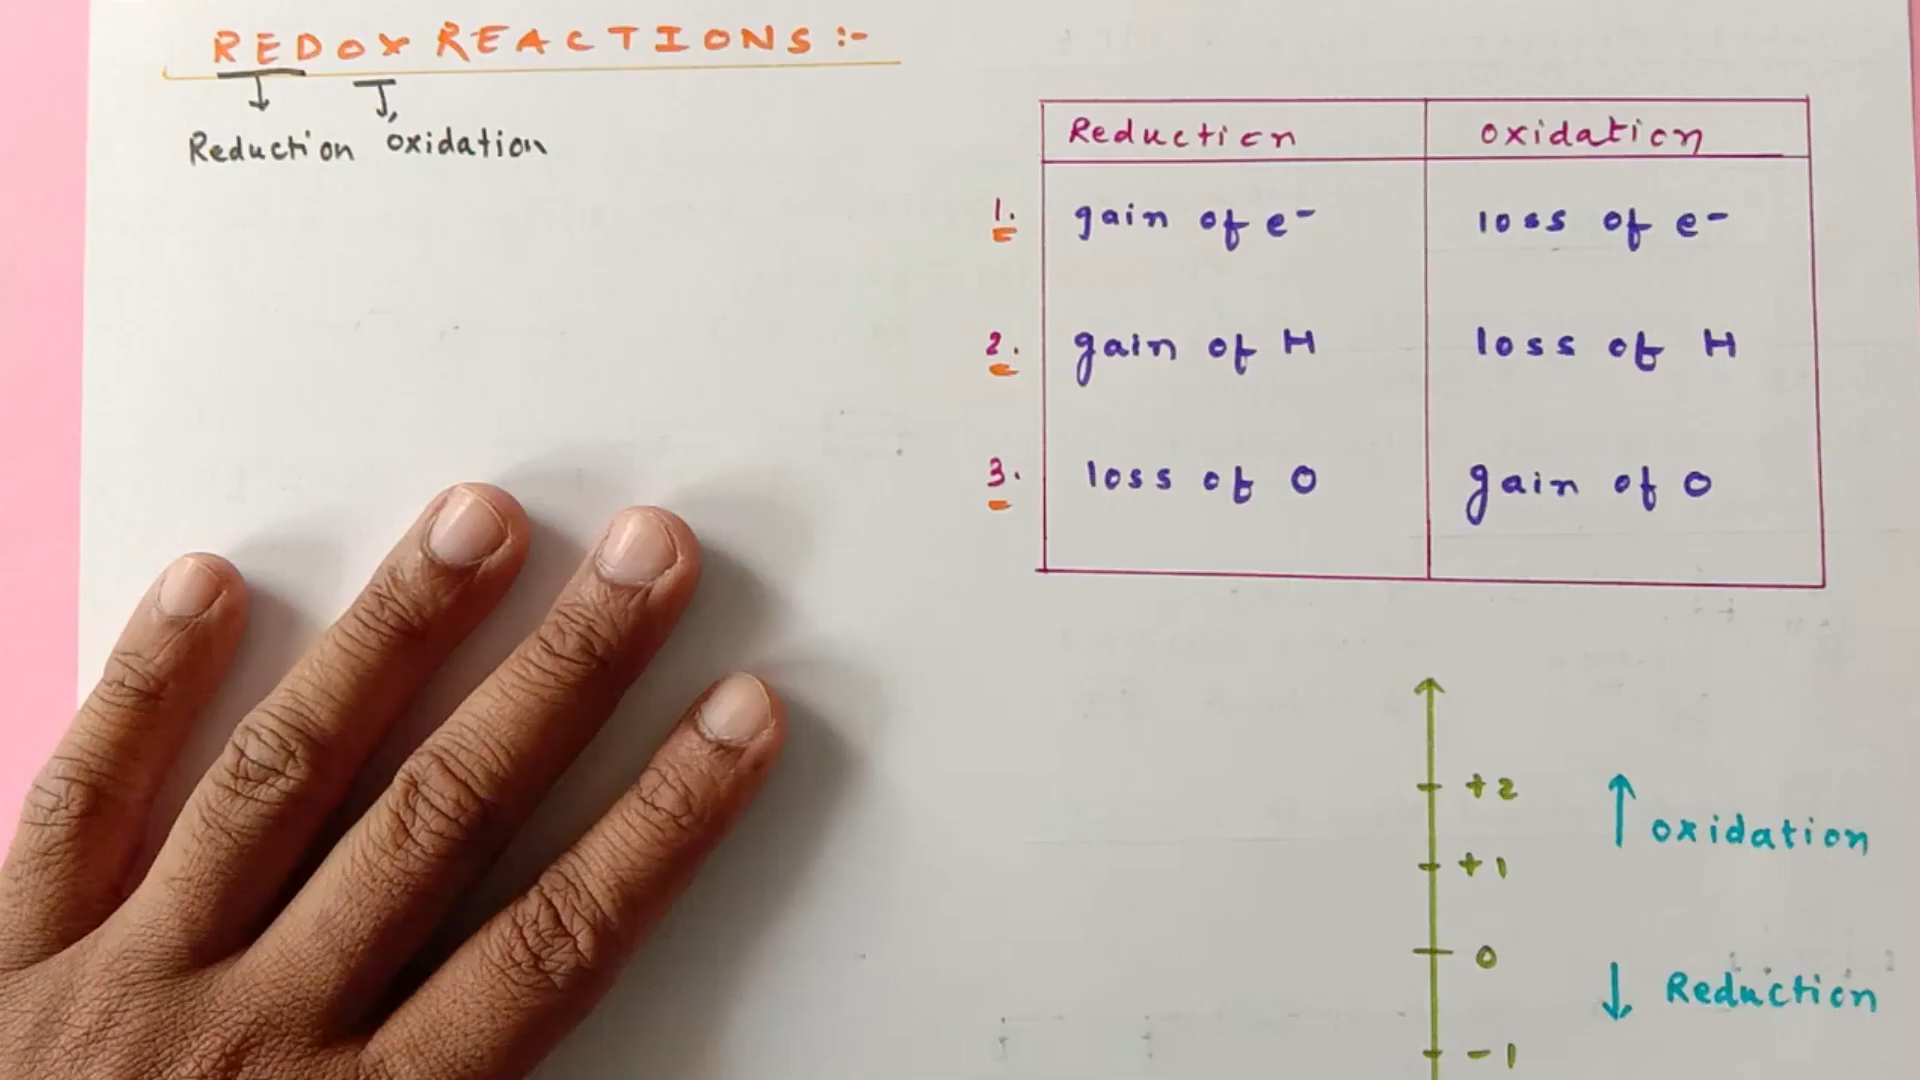 REDOX REACTIONS :-
Reduction oxidation
Reduction oxidation
1. gain of e- loss of e-
2. gain of H loss of H
3. loss of O gain of O
+2
+1
0
-1
oxidation
Reduction